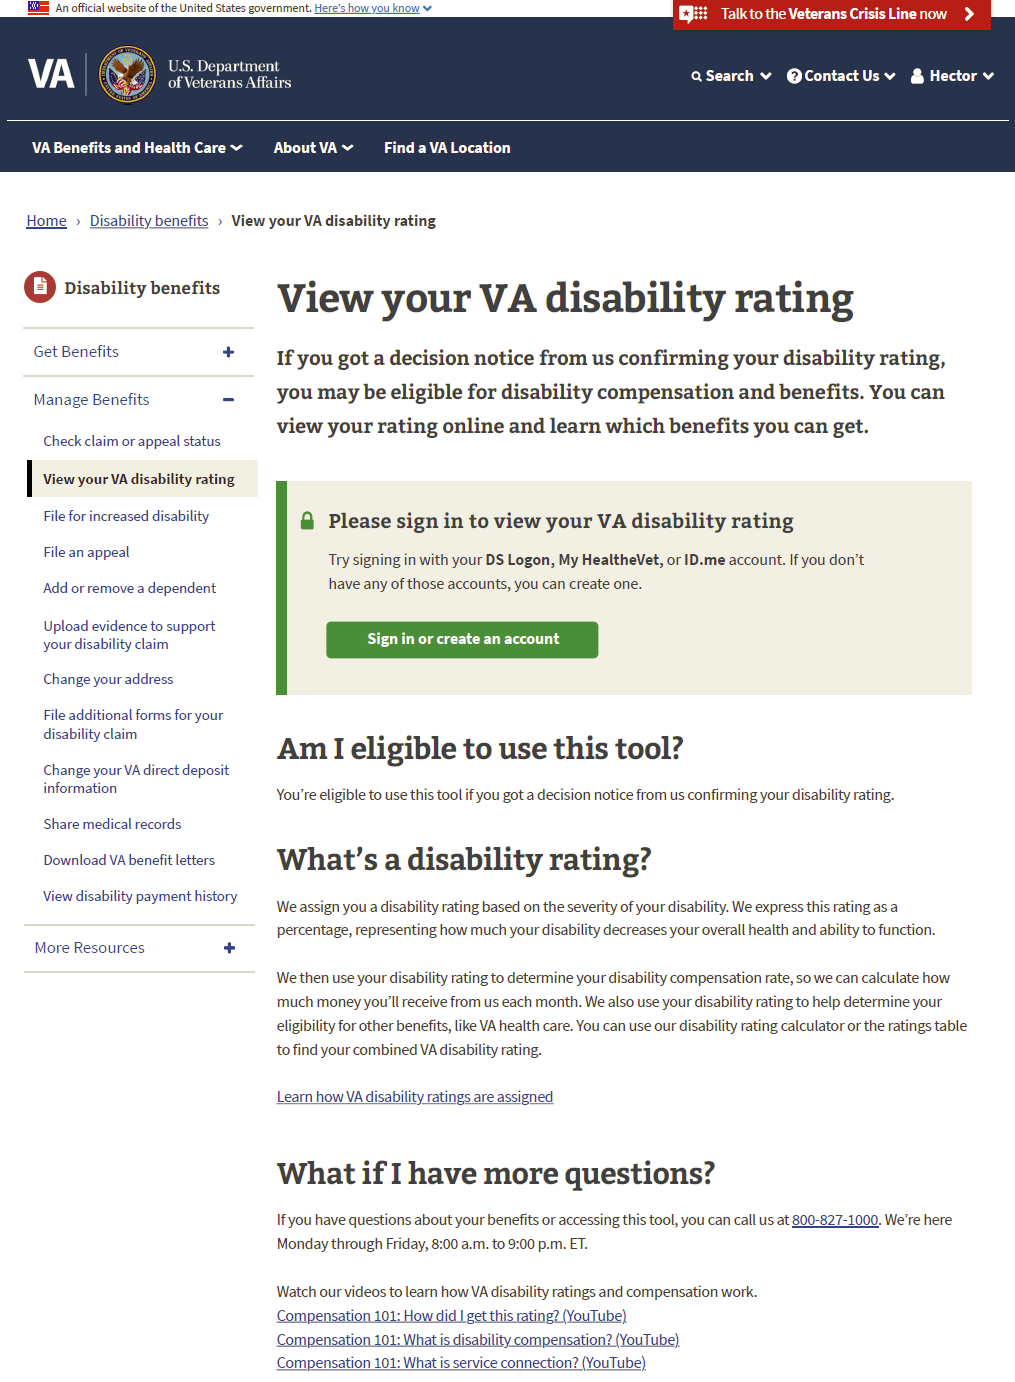 An official website of the United States government. Here's how you know
Talk to the Veterans Crisis Line now
VA
U.S. Department
of Veterans Affairs
Search
Contact Us
Hector
VA Benefits and Health Care
About VA
Find a VA Location
Home › Disability benefits › View your VA disability rating
Disability benefits
Get Benefits
Manage Benefits
Check claim or appeal status
View your VA disability rating
File for increased disability
File an appeal
Add or remove a dependent
Upload evidence to support
your disability claim
Change your address
File additional forms for your
disability claim
Change your VA direct deposit
information
Share medical records
Download VA benefit letters
View disability payment history
More Resources
View your VA disability rating
If you got a decision notice from us confirming your disability rating,
you may be eligible for disability compensation and benefits. You can
view your rating online and learn which benefits you can get.
Please sign in to view your VA disability rating
Try signing in with your DS Logon, My HealtheVet, or ID.me account. If you don't
have any of those accounts, you can create one.
Sign in or create an account
Am I eligible to use this tool?
You're eligible to use this tool if you got a decision notice from us confirming your disability rating.
What's a disability rating?
We assign you a disability rating based on the severity of your disability. We express this rating as a
percentage, representing how much your disability decreases your overall health and ability to function.
We then use your disability rating to determine your disability compensation rate, so we can calculate how
much money you'll receive from us each month. We also use your disability rating to help determine your
eligibility for other benefits, like VA health care. You can use our disability rating calculator or the ratings table
to find your combined VA disability rating.
Learn how VA disability ratings are assigned
What if I have more questions?
If you have questions about your benefits or accessing this tool, you can call us at 800-827-1000. We're here
Monday through Friday, 8:00 a.m. to 9:00 p.m. ET.
Watch our videos to learn how VA disability ratings and compensation work.
Compensation 101: How did I get this rating? (YouTube)
Compensation 101: What is disability compensation? (YouTube)
Compensation 101: What is service connection? (YouTube)